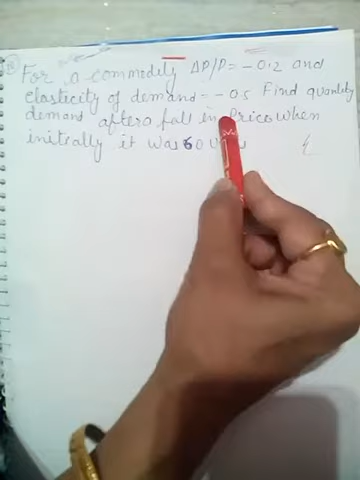 For a commodity ΔP/P = -0.2 and
elasticity of demand = -0.5 Find quantity
demand after a fall in Price when
initially it was 60